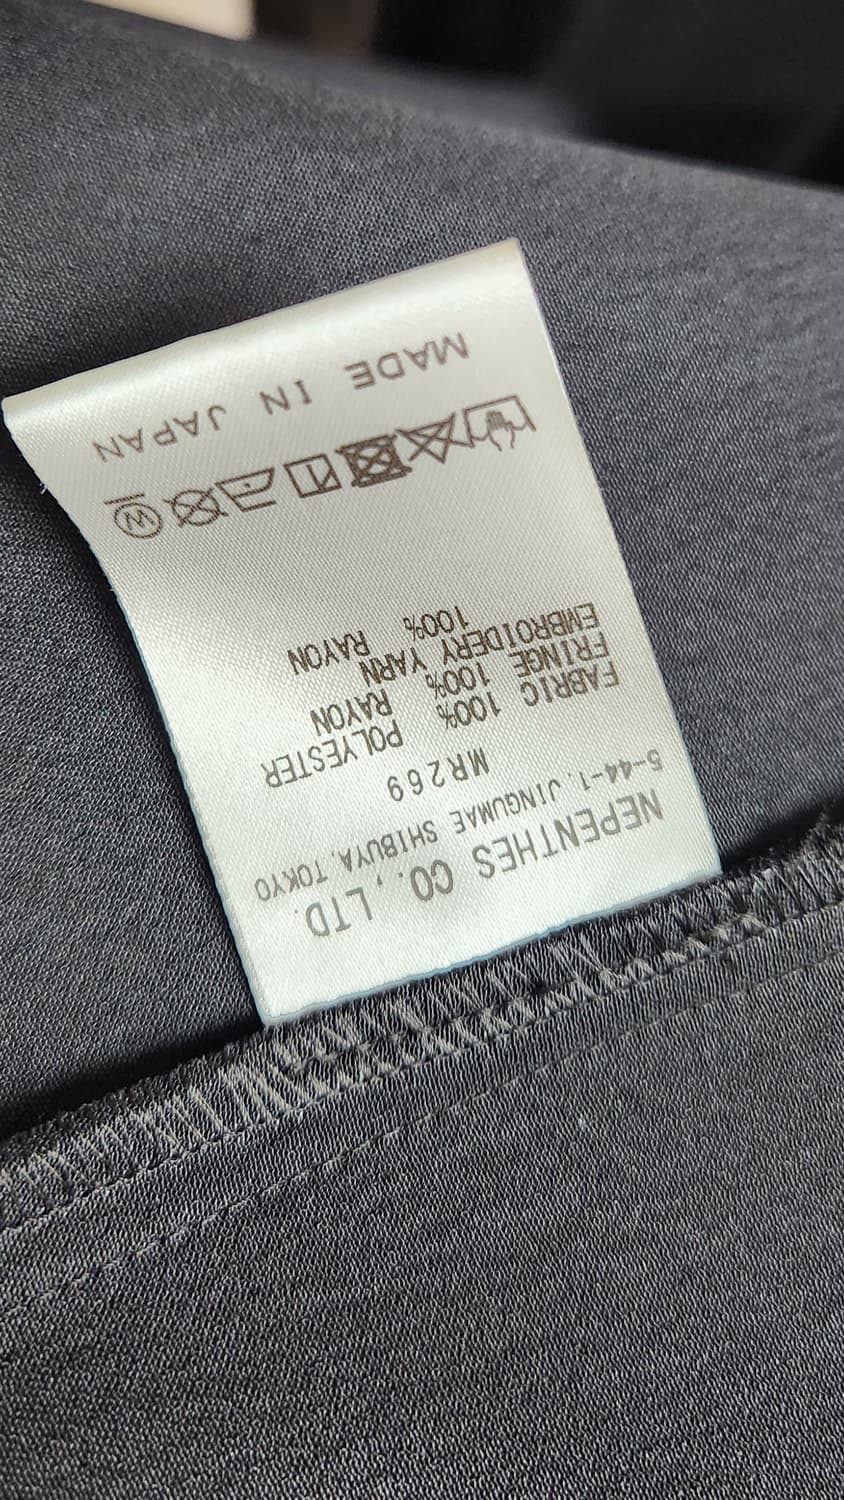 NEPENTHES CO., LTD.
5-44-1, JINGUMAE SHIBUYA, TOKYO
MR269
FABRIC 100% POLYESTER
FRINGE 100% RAYON
EMBROIDERY YARN
100% RAYON
W
MADE IN JAPAN